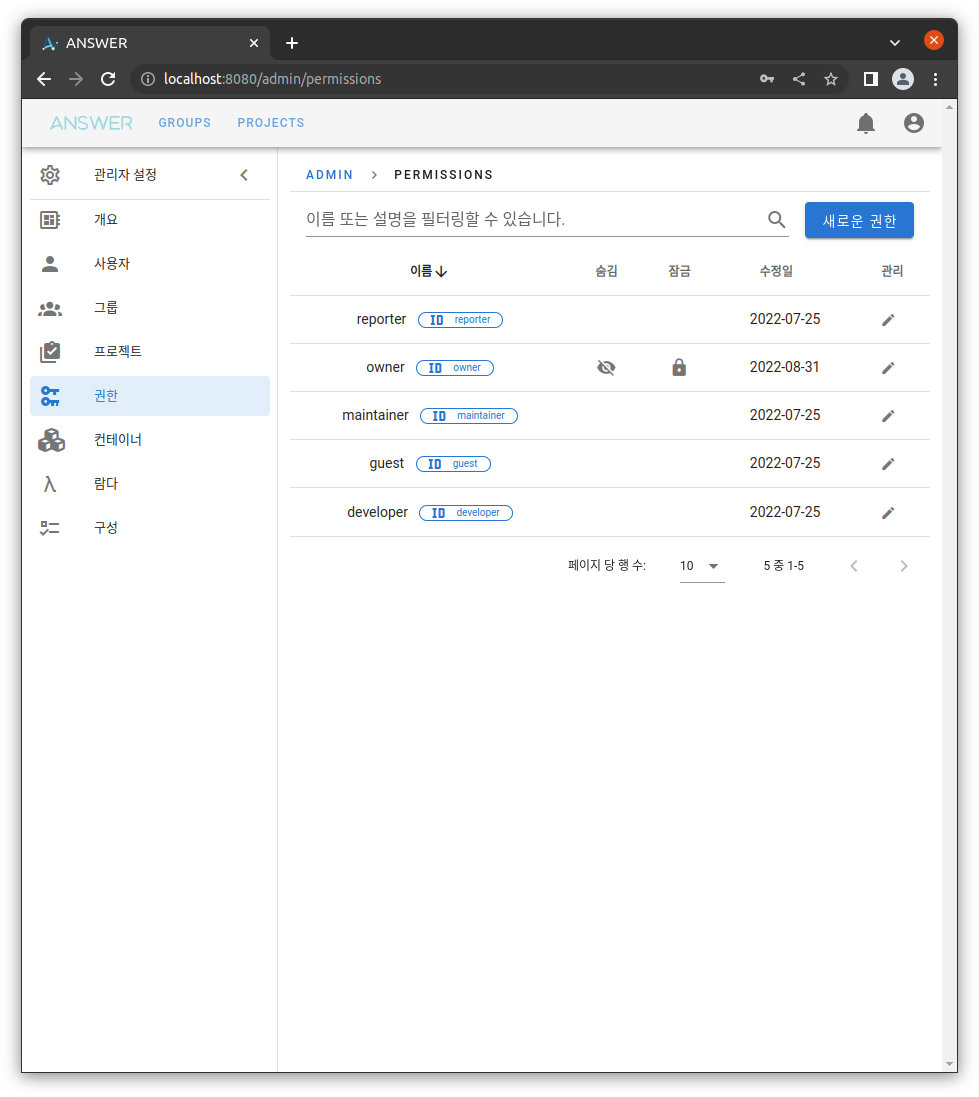 ANSWER
localhost:8080/admin/permissions
ANSWER GROUPS PROJECTS
관리자 설정
개요
사용자
그룹
프로젝트
권한
컨테이너
λ 람다
구성
ADMIN > PERMISSIONS
이름 또는 설명을 필터링할 수 있습니다.
새로운 권한
이름 숨김 잠금 수정일 관리
reporter ID reporter 2022-07-25
owner ID owner 2022-08-31
maintainer ID maintainer 2022-07-25
guest ID guest 2022-07-25
developer ID developer 2022-07-25
페이지 당 행 수: 10 5 중 1-5